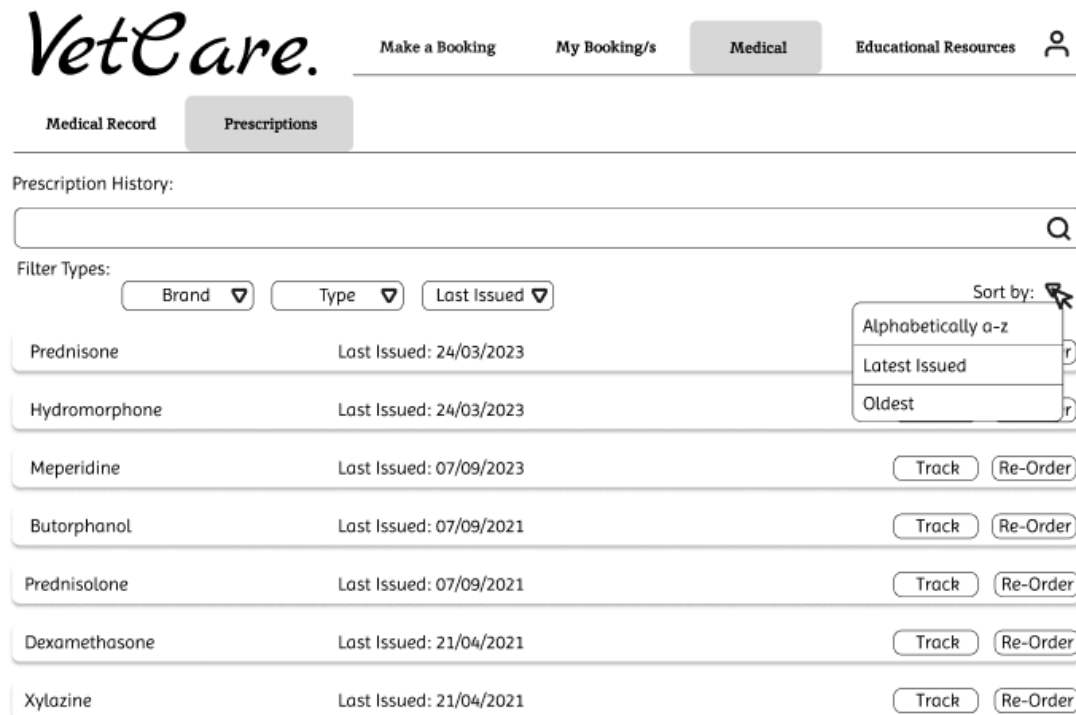 VetCare.
Make a Booking My Booking/s Medical Educational Resources
Medical Record Prescriptions
Prescription History:
Filter Types:
Brand Type Last Issued Sort by:
Alphabetically a-z
Latest Issued
Oldest
Prednisone Last Issued: 24/03/2023
Hydromorphone Last Issued: 24/03/2023
Meperidine Last Issued: 07/09/2023 Track Re-Order
Butorphanol Last Issued: 07/09/2021 Track Re-Order
Prednisolone Last Issued: 07/09/2021 Track Re-Order
Dexamethasone Last Issued: 21/04/2021 Track Re-Order
Xylazine Last Issued: 21/04/2021 Track Re-Order